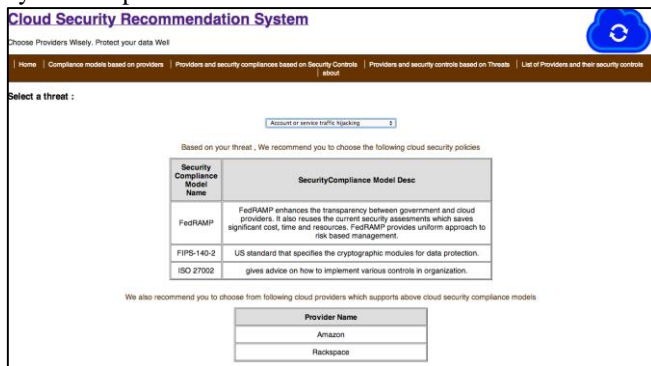 Cloud Security Recommendation System
Choose Providers Wisely. Protect your data Well
| Home | Compliance models based on providers | Providers and security compliances based on Security Controls | Providers and security controls based on Threats | List of Providers and their security controls
| about
Select a threat :
Account or service traffic hijacking
Based on your threat , We recommend you to choose the following cloud security policies
Security
Compliance
Model
Name
SecurityCompliance Model Desc
FedRAMP
FedRAMP enhances the transparency between government and cloud
providers. It also reuses the current security assesments which saves
significant cost, time and resources. FedRAMP provides uniform approach to
risk based management.
FIPS-140-2
US standard that specifies the cryptographic modules for data protection.
ISO 27002
gives advice on how to implement various controls in organization.
We also recommend you to choose from following cloud providers which supports above cloud security compliance models
Provider Name
Amazon
Rackspace